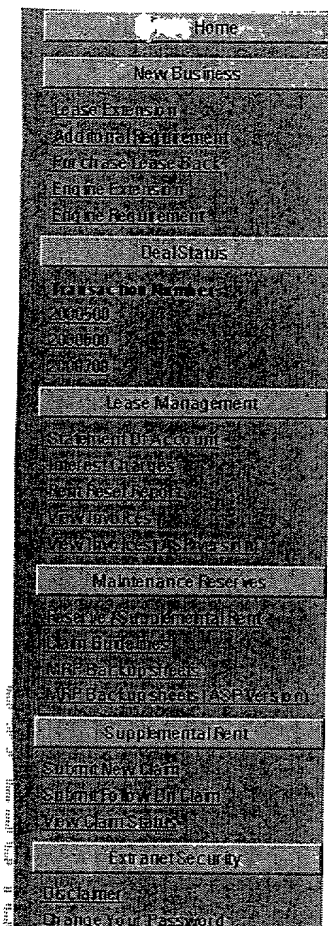 Home
New Business
Lease Extension
Additional Requirement
Purchase Lease Back
Engine Extension
Engine Requirement
Deal Status
Transaction Number
2000500
2000600
2000700
Lease Management
Statement Of Account
Interest Charges
Rent Reset Report
View Invoices
View Invoices (ASP version)
Maintenance Reserves
Reserve /Supplemental Rent
Claim Guidelines
MRP Backup sheets
MRP Backup sheets (ASP Version)
Supplemental Rent
Submit New Claim
Submit Follow On Claim
View Claim Status
Extranet Security
Disclaimer
Change Your Password